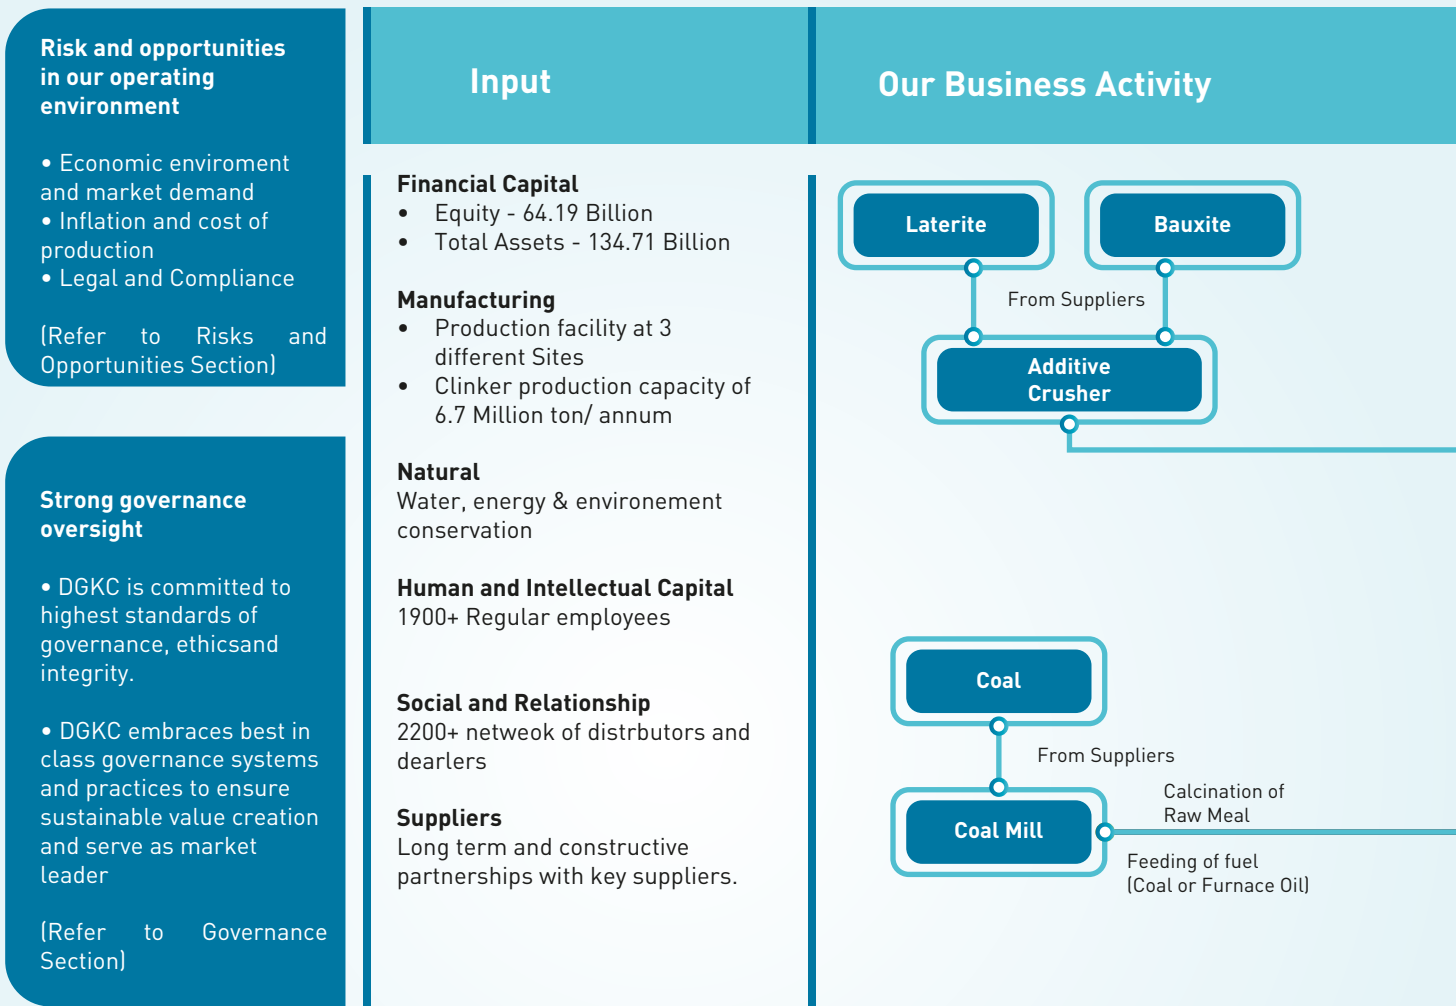 Risk and opportunities
in our operating
environment
• Economic enviroment
and market demand
• Inflation and cost of
production
• Legal and Compliance
(Refer to Risks and
Opportunities Section)
Strong governance
oversight
• DGKC is committed to
highest standards of
governance, ethicsand
integrity.
• DGKC embraces best in
class governance systems
and practices to ensure
sustainable value creation
and serve as market
leader
(Refer to Governance
Section)
Input
Financial Capital
• Equity - 64.19 Billion
• Total Assets - 134.71 Billion
Manufacturing
• Production facility at 3
different Sites
• Clinker production capacity of
6.7 Million ton/ annum
Natural
Water, energy & environement
conservation
Human and Intellectual Capital
1900+ Regular employees
Social and Relationship
2200+ netweok of distrbutors and
dearlers
Suppliers
Long term and constructive
partnerships with key suppliers.
Our Business Activity
Laterite
Bauxite
From Suppliers
Additive
Crusher
Coal
From Suppliers
Coal Mill
Calcination of
Raw Meal
Feeding of fuel
(Coal or Furnace Oil)